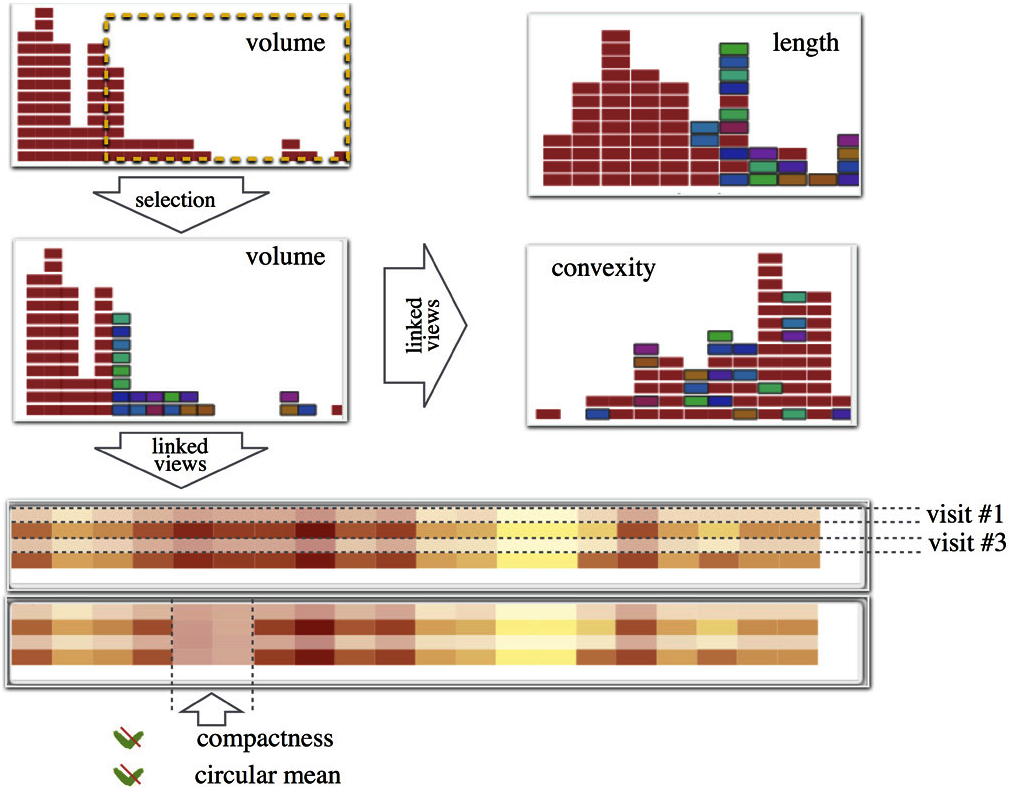 volume
length
selection
volume
linked
views
convexity
linked
views
visit #1
visit #3
compactness
circular mean